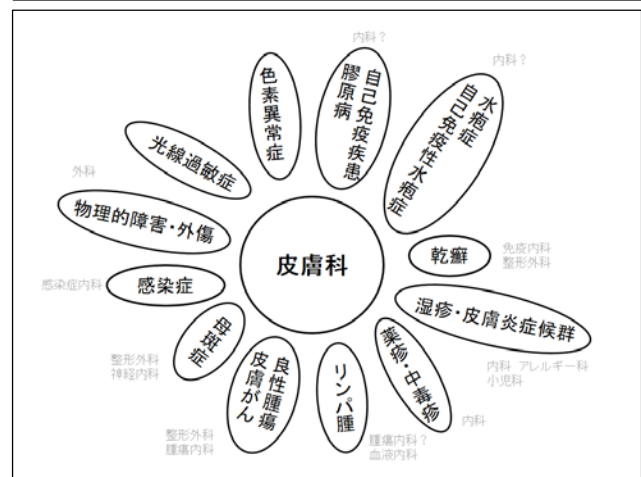 内科？
自己免疫疾患
膠原病
内科？
水疱症
自己免疫性水疱症
色素異常症
光線過敏症
外科
物理的障害・外傷
皮膚科
乾癬
免疫内科
整形外科
感染症内科
感染症
湿疹・皮膚炎症候群
内科 アレルギー科
小児科
母斑症
整形外科
神経内科
良性腫瘍
皮膚がん
整形外科
腫瘍内科
リンパ腫
腫瘍内科？
血液内科
薬疹・中毒疹
内科